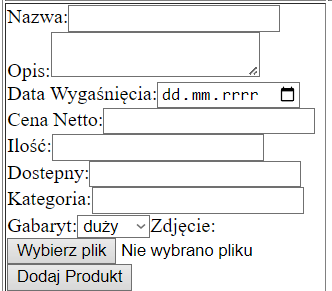 Nazwa:
Opis:
Data Wygaśnięcia: dd.mm.rrrr
Cena Netto:
Ilość:
Dostepny:
Kategoria:
Gabaryt: duży Zdjęcie:
Wybierz plik Nie wybrano pliku
Dodaj Produkt